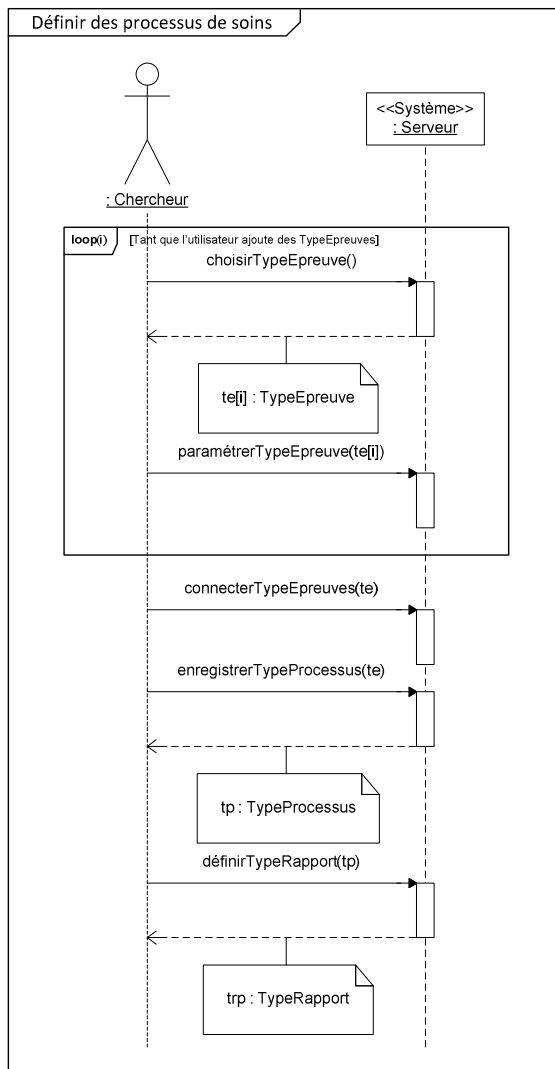 Définir des processus de soins
<<Système>>
: Serveur
: Chercheur
loop(i) [Tant que l'utilisateur ajoute des TypeEpreuves]
choisirTypeEpreuve()
te[i] : TypeEpreuve
paramétrerTypeEpreuve(te[i])
connecterTypeEpreuves(te)
enregistrerTypeProcessus(te)
tp : TypeProcessus
définirTypeRapport(tp)
trp : TypeRapport